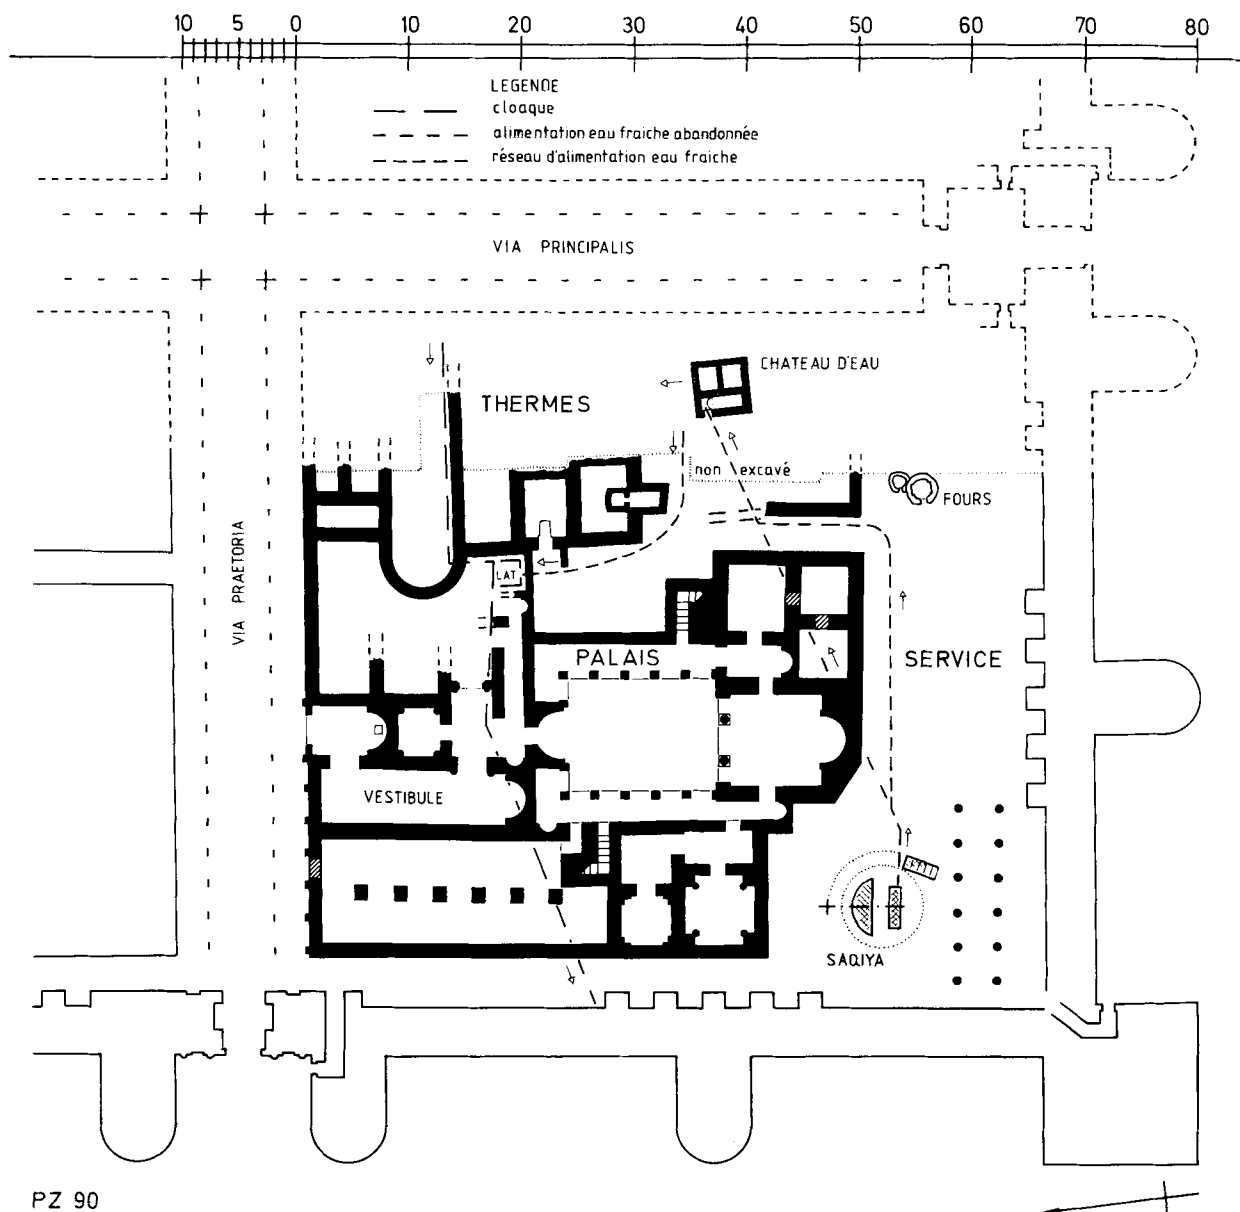 10 5 0 10 20 30 40 50 60 70 80
LEGENDE
cloaque
alimentation eau fraiche abandonnée
réseau d'alimentation eau fraiche
VIA PRINCIPALIS
CHATEAU D'EAU
THERMES
non excavé
FOURS
VIA PRAETORIA
LAT
PALAIS
SERVICE
VESTIBULE
SAQIYA
PZ 90